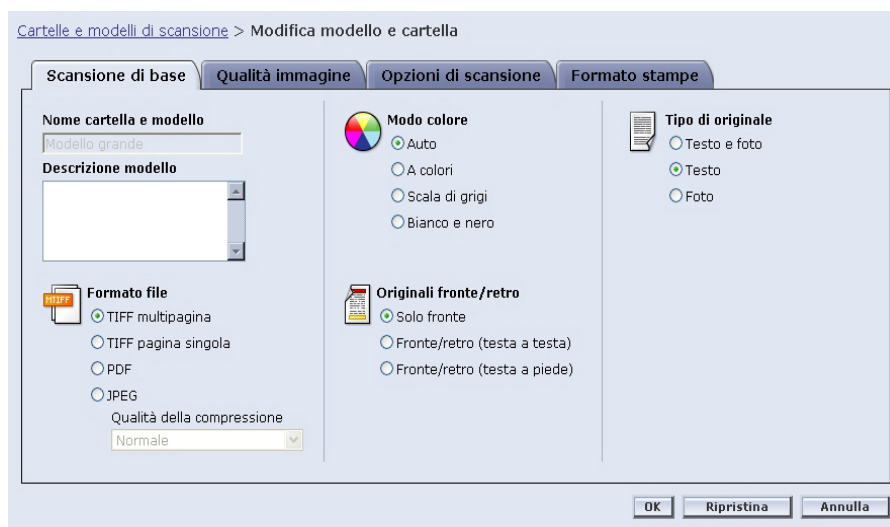 Cartelle e modelli di scansione > Modifica modello e cartella
Scansione di base
Qualità immagine
Opzioni di scansione
Formato stampe
Nome cartella e modello
Modello grande
Descrizione modello
Formato file
MTIFF
TIFF multipagina
TIFF pagina singola
PDF
JPEG
Qualità della compressione
Normale
Modo colore
Auto
A colori
Scala di grigi
Bianco e nero
Originali fronte/retro
Solo fronte
Fronte/retro (testa a testa)
Fronte/retro (testa a piede)
Tipo di originale
Testo e foto
Testo
Foto
OK
Ripristina
Annulla